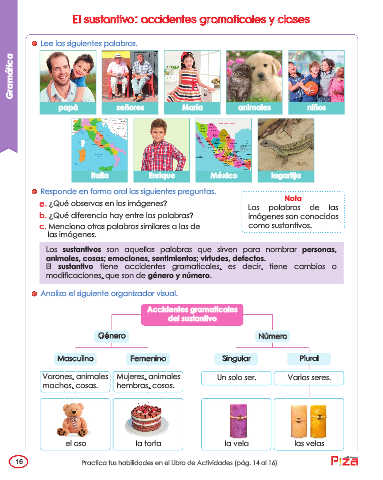 El sustantivo: accidentes gramaticales y clases
Gramática
Lee las siguientes palabras.
papá señores María animales niños
Italia Enrique México lagartija
Responde en forma oral las siguientes preguntas.
a. ¿Qué observas en las imágenes?
b. ¿Qué diferencia hay entre las palabras?
c. Menciona otras palabras similares a las de
las imágenes.
Nota
Las palabras de las
imágenes son conocidas
como sustantivos.
Los sustantivos son aquellas palabras que sirven para nombrar personas,
animales, cosas; emociones, sentimientos; virtudes, defectos.
El sustantivo tiene accidentes gramaticales, es decir, tiene cambios o
modificaciones, que son de género y número.
Analiza el siguiente organizador visual.
Accidentes gramaticales
del sustantivo
Género Número
Masculino Femenino Singular Plural
Varones, animales
machos, cosas.
Mujeres, animales
hembras, cosas.
Un solo ser. Varios seres.
el oso la torta la vela las velas
16
Practica tus habilidades en el Libro de Actividades (pág. 14 al 16)